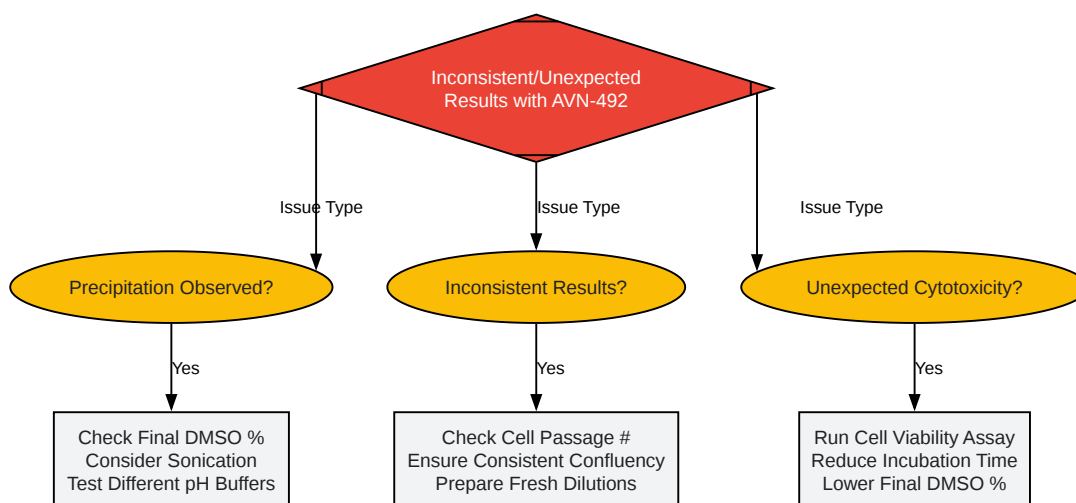 Inconsistent/Unexpected
Results with AVN-492
Issue Type
Issue Type
Issue Type
Precipitation Observed?
Inconsistent Results?
Unexpected Cytotoxicity?
Yes
Yes
Yes
Check Final DMSO %
Consider Sonication
Test Different pH Buffers
Check Cell Passage #
Ensure Consistent Confluency
Prepare Fresh Dilutions
Run Cell Viability Assay
Reduce Incubation Time
Lower Final DMSO %